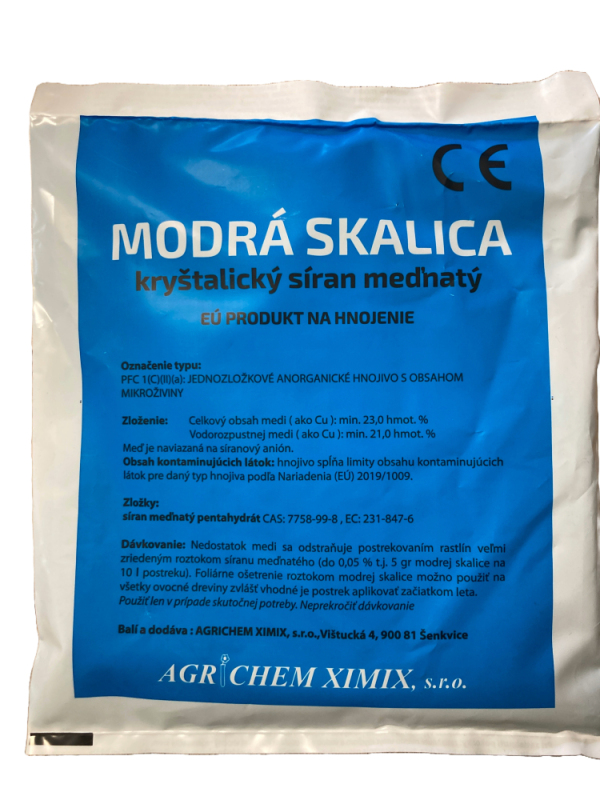 CE
MODRÁ SKALICA
kryštalický síran meďnatý
EÚ PRODUKT NA HNOJENIE
Označenie typu:
PFC 1(C)(II)(a): JEDNOZLOŽKOVÉ ANORGANICKÉ HNOJIVO S OBSAHOM
MIKROŽIVINY
Zloženie: Celkový obsah medi ( ako Cu ): min. 23,0 hmot. %
Vodorozpustnej medi ( ako Cu ): min. 21,0 hmot. %
Meď je naviazaná na síranový anión.
Obsah kontaminujúcich látok: hnojivo spĺňa limity obsahu kontaminujúcich
látok pre daný typ hnojiva podľa Nariadenia (EÚ) 2019/1009.
Zložky:
síran meďnatý pentahydrát CAS: 7758-99-8 , EC: 231-847-6
Dávkovanie: Nedostatok medi sa odstraňuje postrekovaním rastlín veľmi
zriedeným roztokom síranu meďnatého (do 0,05 % t.j. 5 gr modrej skalice na
10 l postreku). Foliárne ošetrenie roztokom modrej skalice možno použiť na
všetky ovocné dreviny zvlášť vhodné je postrek aplikovať začiatkom leta.
Použiť len v prípade skutočnej potreby. Neprekročiť dávkovanie
Balí a dodáva : AGRICHEM XIMIX, s.r.o.,Vištucká 4, 900 81 Šenkvice
AGRICHEM XIMIX, s.r.o.